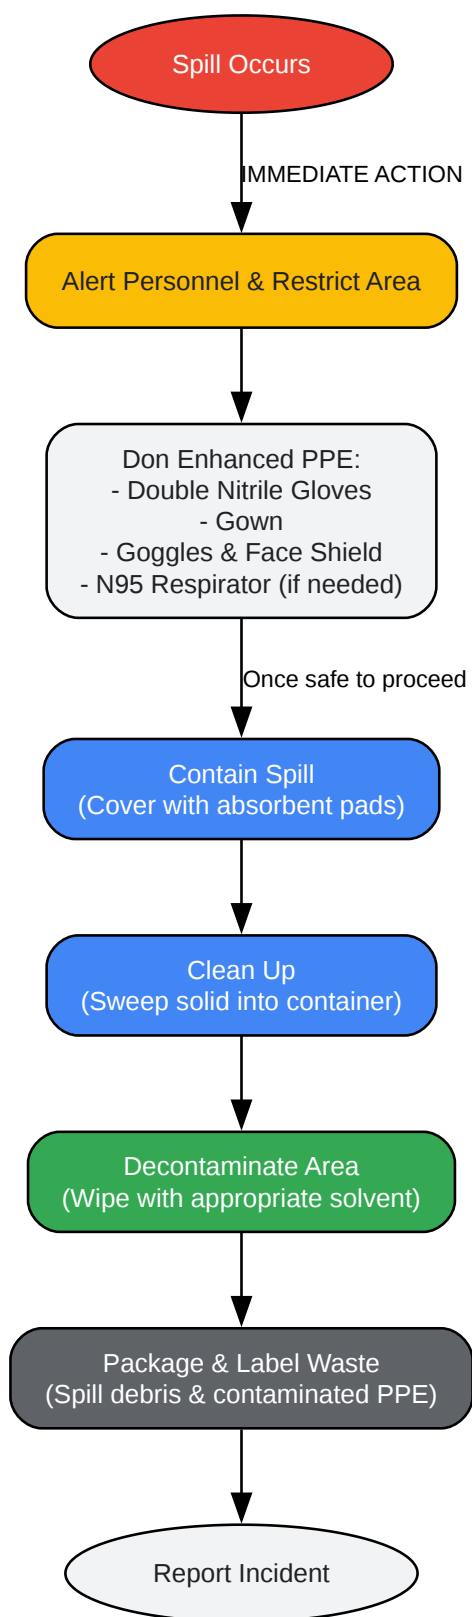 Spill Occurs
IMMEDIATE ACTION
Alert Personnel & Restrict Area
Don Enhanced PPE:
- Double Nitrile Gloves
- Gown
- Goggles & Face Shield
- N95 Respirator (if needed)
Once safe to proceed
Contain Spill
(Cover with absorbent pads)
Clean Up
(Sweep solid into container)
Decontaminate Area
(Wipe with appropriate solvent)
Package & Label Waste
(Spill debris & contaminated PPE)
Report Incident